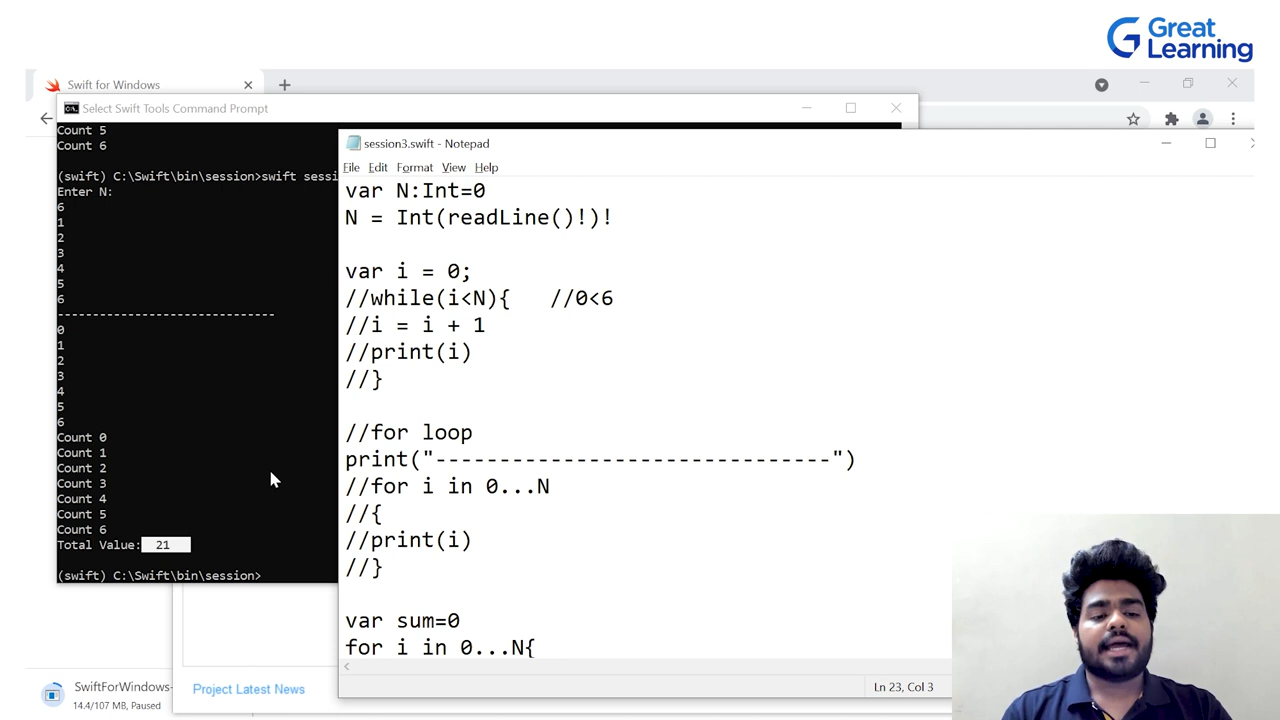 Great
Learning
Swift for Windows
Select Swift Tools Command Prompt
Count 5
Count 6
(swift) C:\Swift\bin\session>swift sessi
Enter N:
6
1
2
3
4
5
6
-------------------------------
0
1
2
3
4
5
6
Count 0
Count 1
Count 2
Count 3
Count 4
Count 5
Count 6
Total Value: 21
(swift) C:\Swift\bin\session>
session3.swift - Notepad
File Edit Format View Help
var N:Int=0
N = Int(readLine()!)!
var i = 0;
//while(i<N){ //0<6
//i = i + 1
//print(i)
//}
//for loop
print("-------------------------------")
//for i in 0...N
//{
//print(i)
//}
var sum=0
for i in 0...N{
Ln 23, Col 3
Project Latest News
SwiftForWindows-
14.4/107 MB, Paused